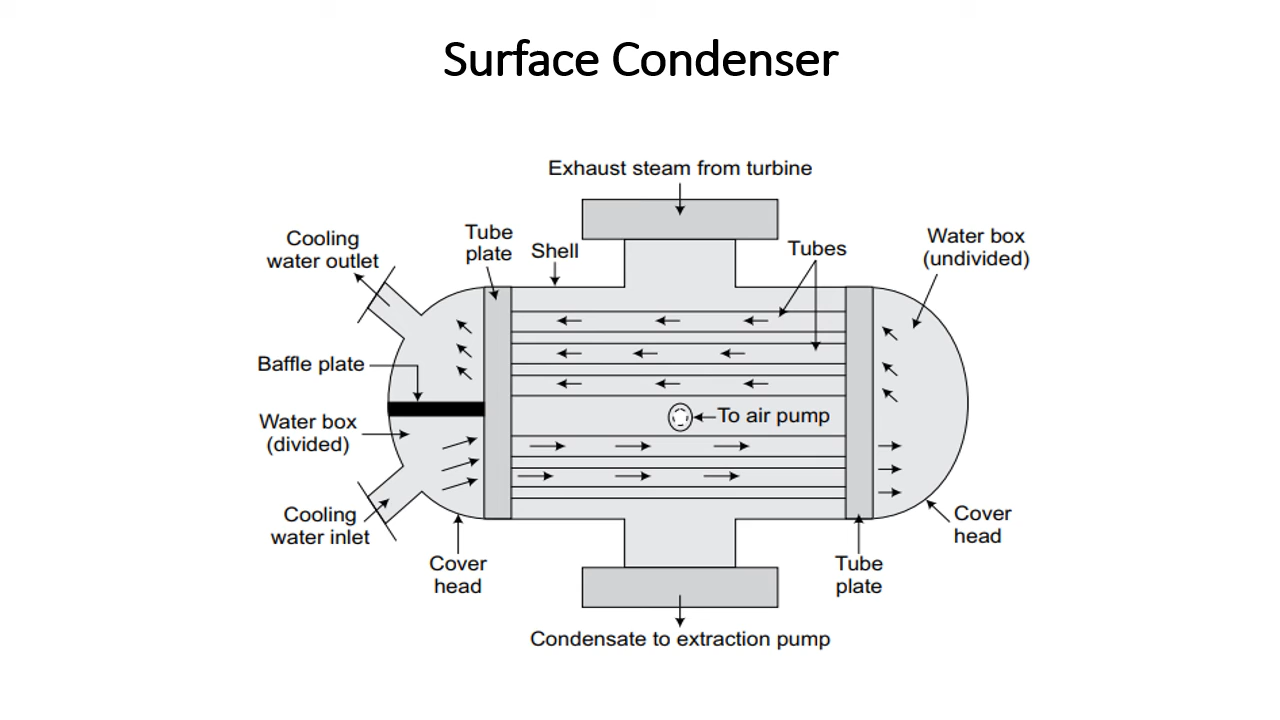 Surface Condenser
Exhaust steam from turbine
Cooling
water outlet
Tube
plate
Shell
Tubes
Water box
(undivided)
Baffle plate
Water box
(divided)
To air pump
Cooling
water inlet
Cover
head
Tube
plate
Cover
head
Condensate to extraction pump